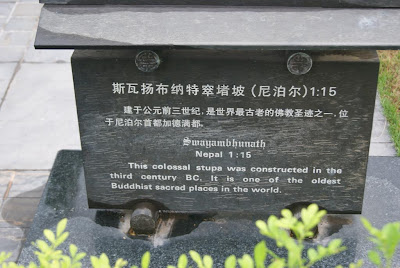 斯瓦扬布纳特窣堵坡(尼泊尔)1:15
建于公元前三世纪,是世界最古老的佛教圣迹之一,位
于尼泊尔首都加德满都。
Swayambhunath
Nepal 1:15
This colossal stupa was constructed in the
third century BC. It is one of the oldest
Buddhist sacred places in the world.